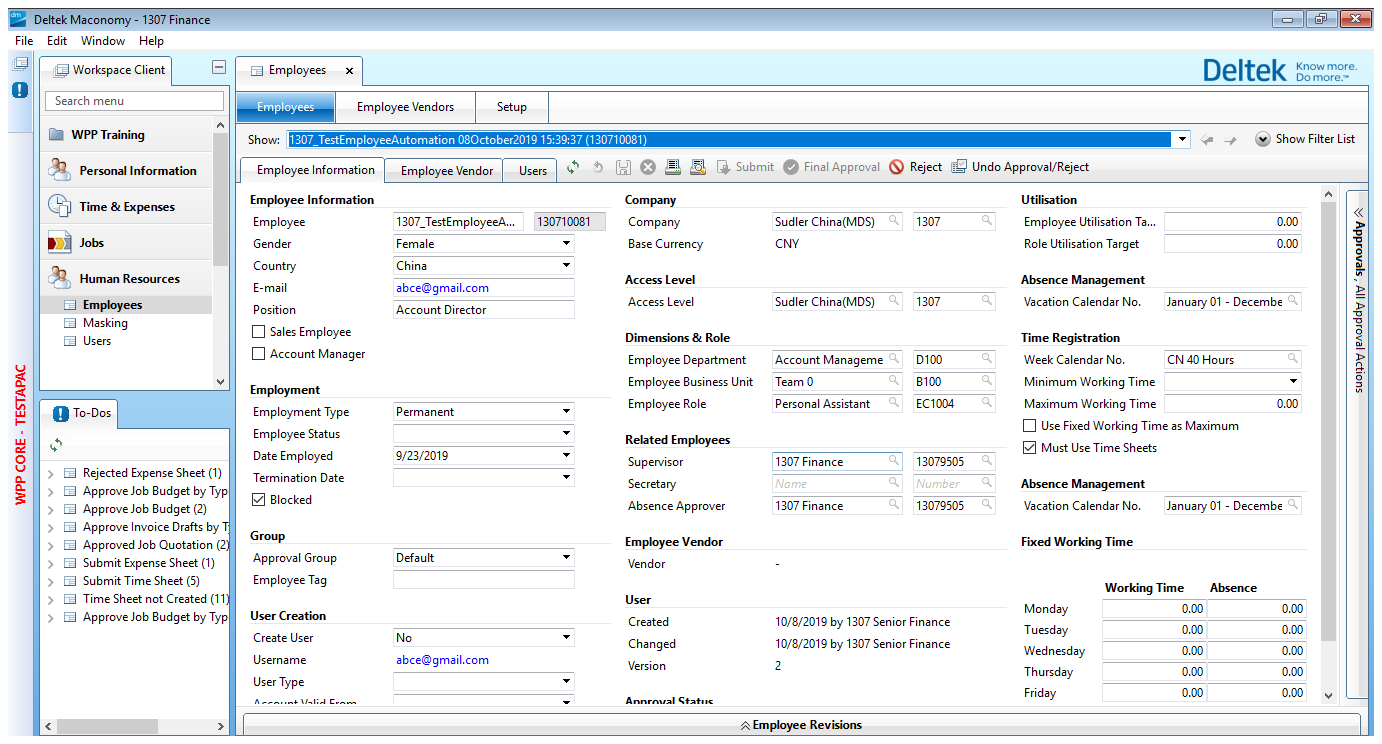 Deltek Maconomy - 1307 Finance
File Edit Window Help
WPP CORE - TESTAPAC
Workspace Client
Search menu
WPP Training
Personal Information
Time & Expenses
Jobs
Human Resources
Employees
Masking
Users
To-Dos
Rejected Expense Sheet (1)
Approve Job Budget by Typ
Approve Job Budget (2)
Approve Invoice Drafts by T
Approved Job Quotation (2)
Submit Expense Sheet (1)
Submit Time Sheet (5)
Time Sheet not Created (11)
Approve Job Budget by Typ
Employees
Deltek Know more.
Do more.™
Employees Employee Vendors Setup
Show: 1307_TestEmployeeAutomation 08October2019 15:39:37 (130710081) Show Filter List
Employee Information Employee Vendor Users Submit Final Approval Reject Undo Approval/Reject
Employee Information
Employee 1307_TestEmployeeA... 130710081
Gender Female
Country China
E-mail abce@gmail.com
Position Account Director
Sales Employee
Account Manager
Employment
Employment Type Permanent
Employee Status
Date Employed 9/23/2019
Termination Date
Blocked
Group
Approval Group Default
Employee Tag
User Creation
Create User No
Username abce@gmail.com
User Type
Account Valid From
Company
Company Sudler China(MDS) 1307
Base Currency CNY
Access Level
Access Level Sudler China(MDS) 1307
Dimensions & Role
Employee Department Account Manageme D100
Employee Business Unit Team 0 B100
Employee Role Personal Assistant EC1004
Related Employees
Supervisor 1307 Finance 13079505
Secretary Name Number
Absence Approver 1307 Finance 13079505
Employee Vendor
Vendor -
User
Created 10/8/2019 by 1307 Senior Finance
Changed 10/8/2019 by 1307 Senior Finance
Version 2
Approval Status
Utilisation
Employee Utilisation Ta... 0.00
Role Utilisation Target 0.00
Absence Management
Vacation Calendar No. January 01 - Decembe
Time Registration
Week Calendar No. CN 40 Hours
Minimum Working Time
Maximum Working Time 0.00
Use Fixed Working Time as Maximum
Must Use Time Sheets
Absence Management
Vacation Calendar No. January 01 - Decembe
Fixed Working Time
Working Time Absence
Monday 0.00 0.00
Tuesday 0.00 0.00
Wednesday 0.00 0.00
Thursday 0.00 0.00
Friday 0.00 0.00
Approvals, All Approval Actions
Employee Revisions